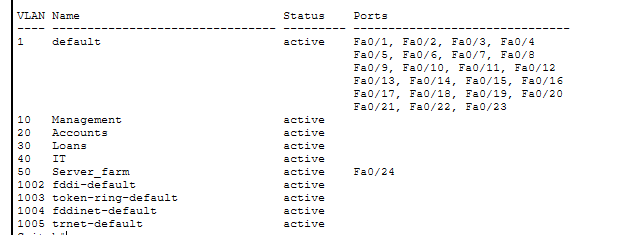 VLAN Name                             Status    Ports
---- -------------------------------- --------- -------------------------------
1    default                          active    Fa0/1, Fa0/2, Fa0/3, Fa0/4
                                                Fa0/5, Fa0/6, Fa0/7, Fa0/8
                                                Fa0/9, Fa0/10, Fa0/11, Fa0/12
                                                Fa0/13, Fa0/14, Fa0/15, Fa0/16
                                                Fa0/17, Fa0/18, Fa0/19, Fa0/20
                                                Fa0/21, Fa0/22, Fa0/23
10   Management                       active
20   Accounts                         active
30   Loans                            active
40   IT                               active
50   Server_farm                      active    Fa0/24
1002 fddi-default                     active
1003 token-ring-default               active
1004 fddinet-default                  active
1005 trnet-default                    active